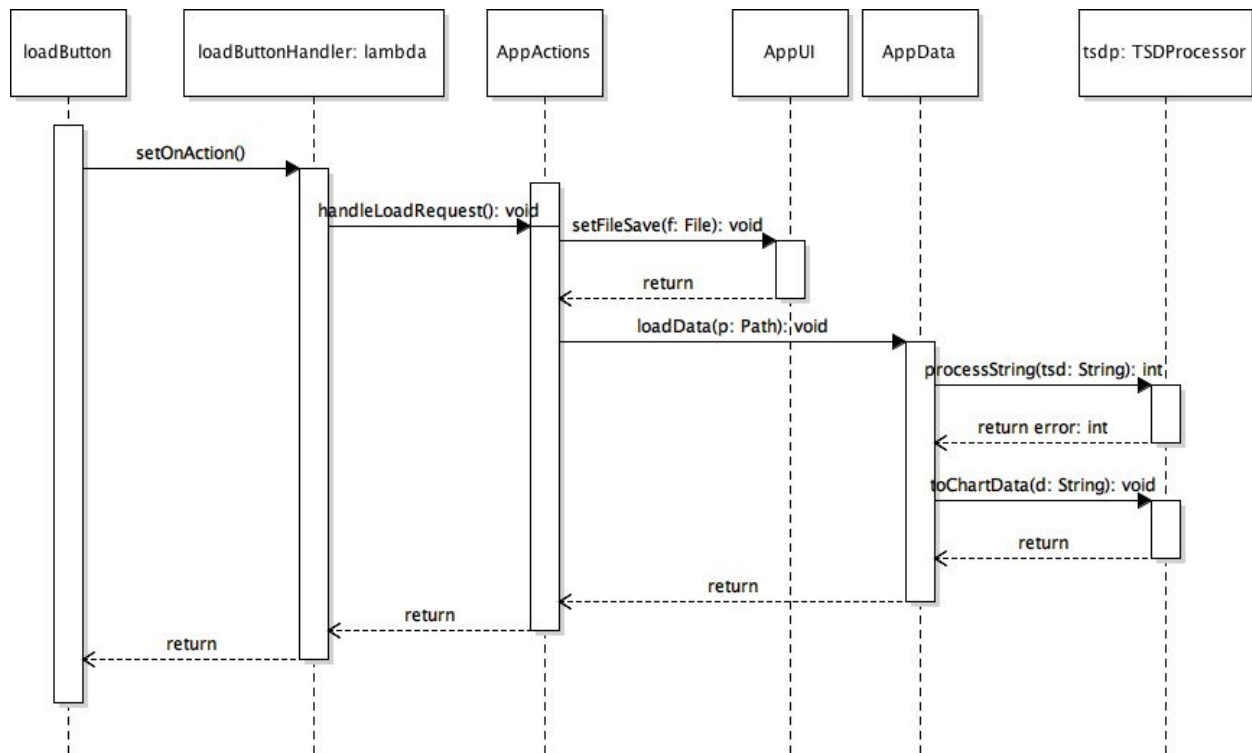 loadButton
loadButtonHandler: lambda
AppActions
AppUI
AppData
tsdp: TSDProcessor
setOnAction()
handleLoadRequest(): void
setFileSave(f: File): void
return
loadData(p: Path): void
processString(tsd: String): int
return error: int
toChartData(d: String): void
return
return
return
return